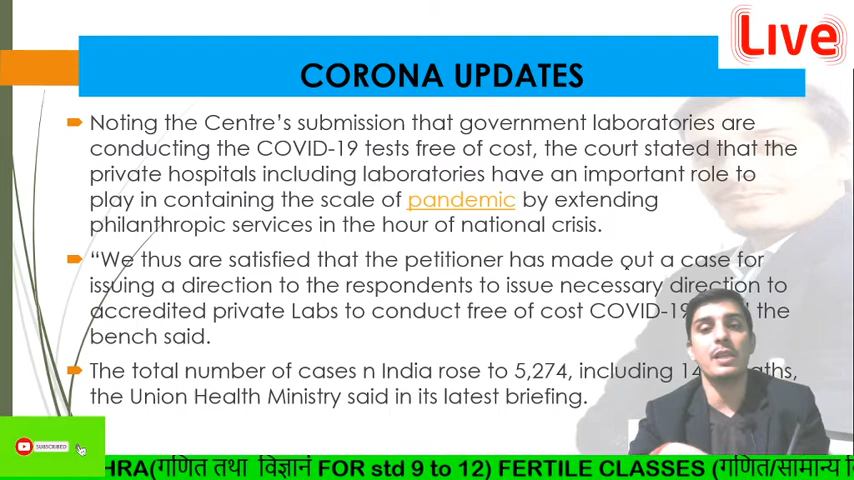 Live
CORONA UPDATES
Noting the Centre's submission that government laboratories are
conducting the COVID-19 tests free of cost, the court stated that the
private hospitals including laboratories have an important role to
play in containing the scale of pandemic by extending
philanthropic services in the hour of national crisis.
“We thus are satisfied that the petitioner has made out a case for
issuing a direction to the respondents to issue necessary direction to
accredited private Labs to conduct free of cost COVID-19 the
bench said.
The total number of cases n India rose to 5,274, including
the Union Health Ministry said in its latest briefing.
SUBSCRIBED
HRA(गणित तथा विज्ञानं FOR std 9 to 12) FERTILE CLASSES (गणित/सामान्य